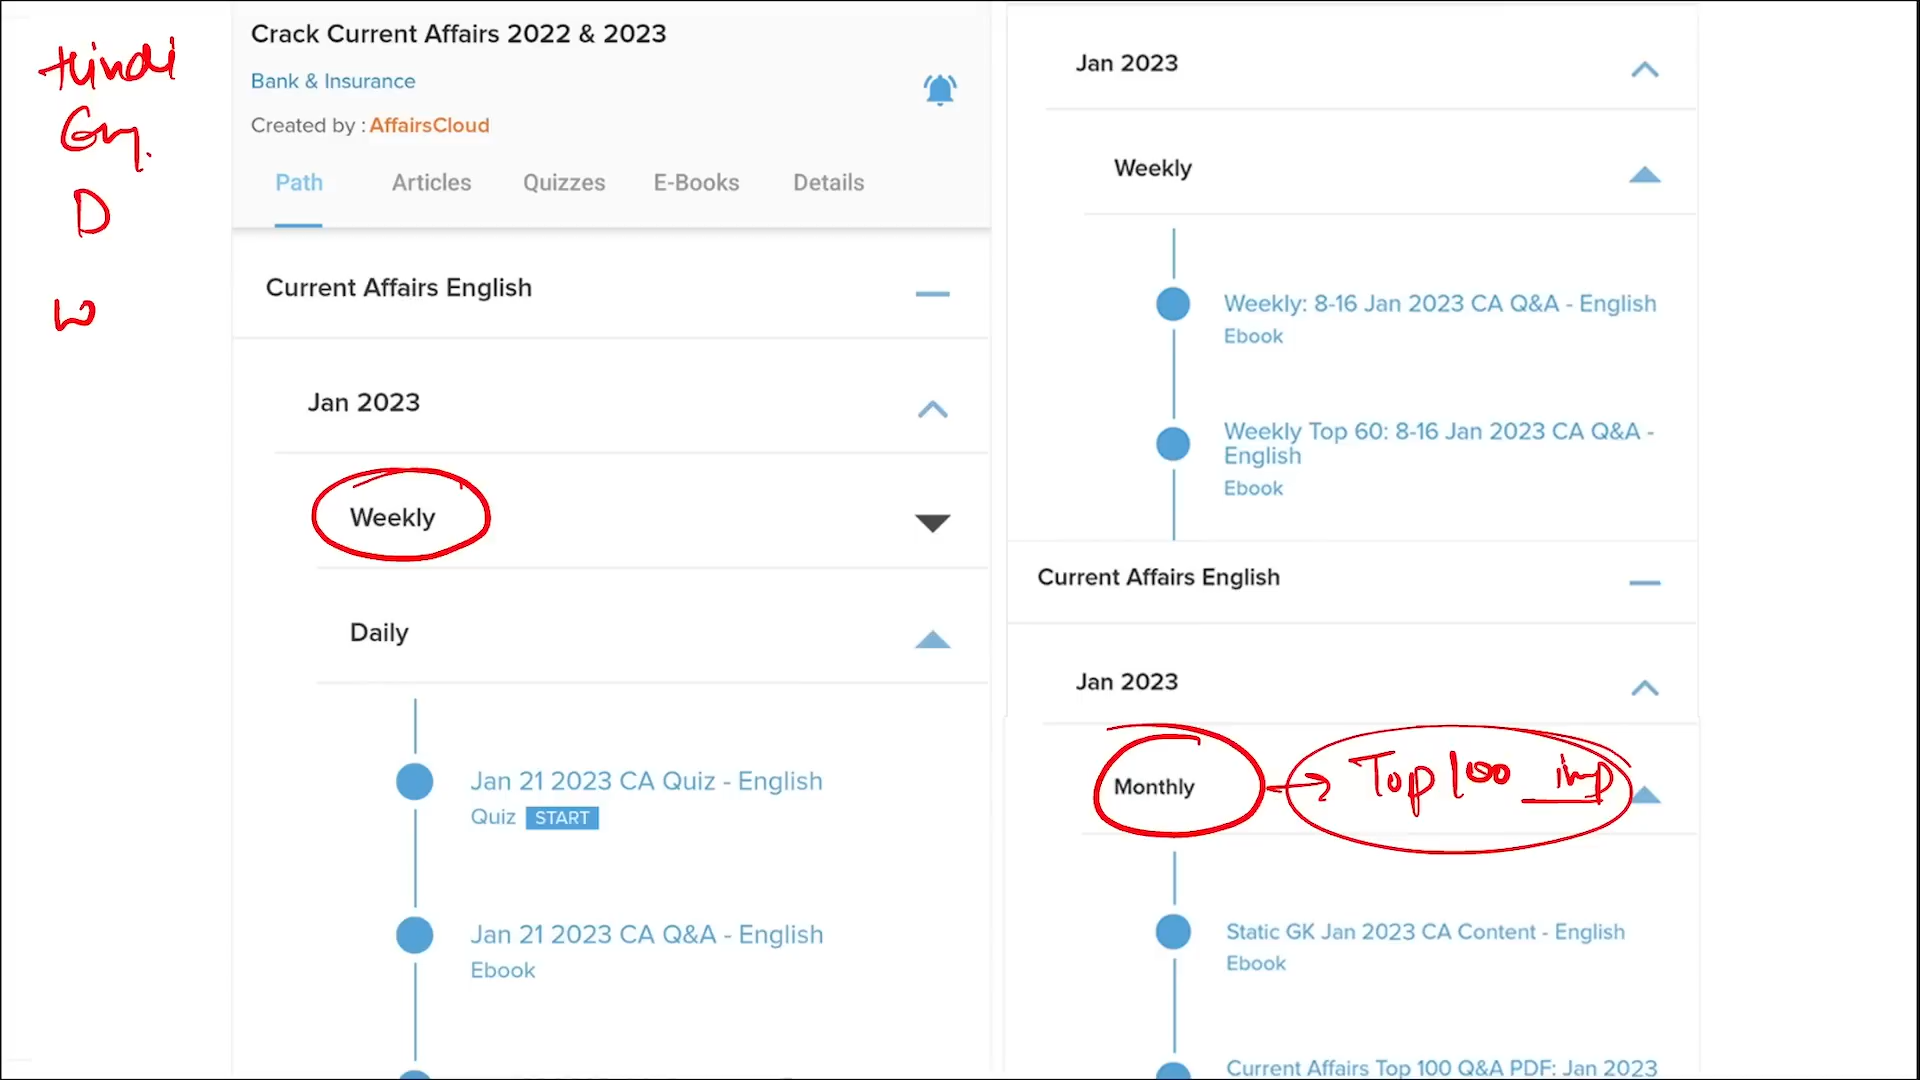 Hindi
Eng.
D
W
Crack Current Affairs 2022 & 2023
Bank & Insurance
Created by : AffairsCloud
Path Articles Quizzes E-Books Details
Current Affairs English
Jan 2023
Weekly
Daily
Jan 21 2023 CA Quiz - English
Quiz START
Jan 21 2023 CA Q&A - English
Ebook
Jan 2023
Weekly
Weekly: 8-16 Jan 2023 CA Q&A - English
Ebook
Weekly Top 60: 8-16 Jan 2023 CA Q&A -
English
Ebook
Current Affairs English
Jan 2023
Monthly → Top 100 imp
Static GK Jan 2023 CA Content - English
Ebook
Current Affairs Top 100 Q&A PDF: Jan 2023